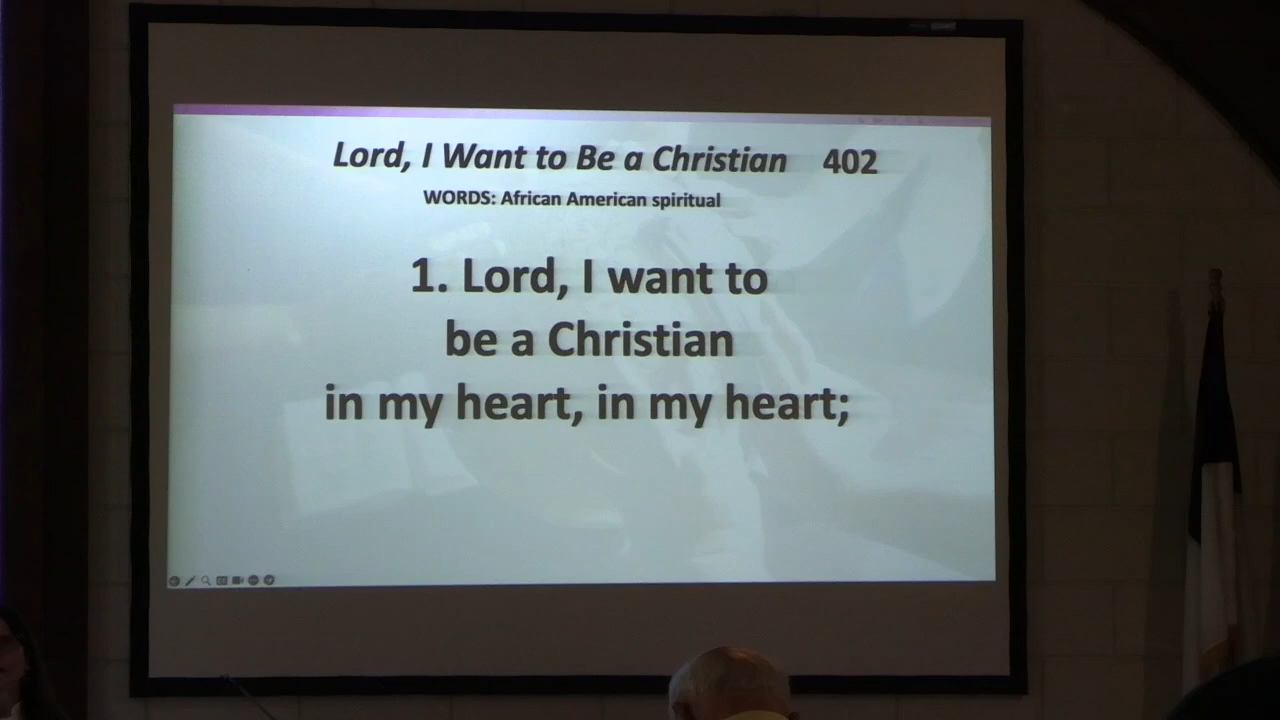 Lord, I Want to Be a Christian 402
WORDS: African American spiritual
1. Lord, I want to
be a Christian
in my heart, in my heart;